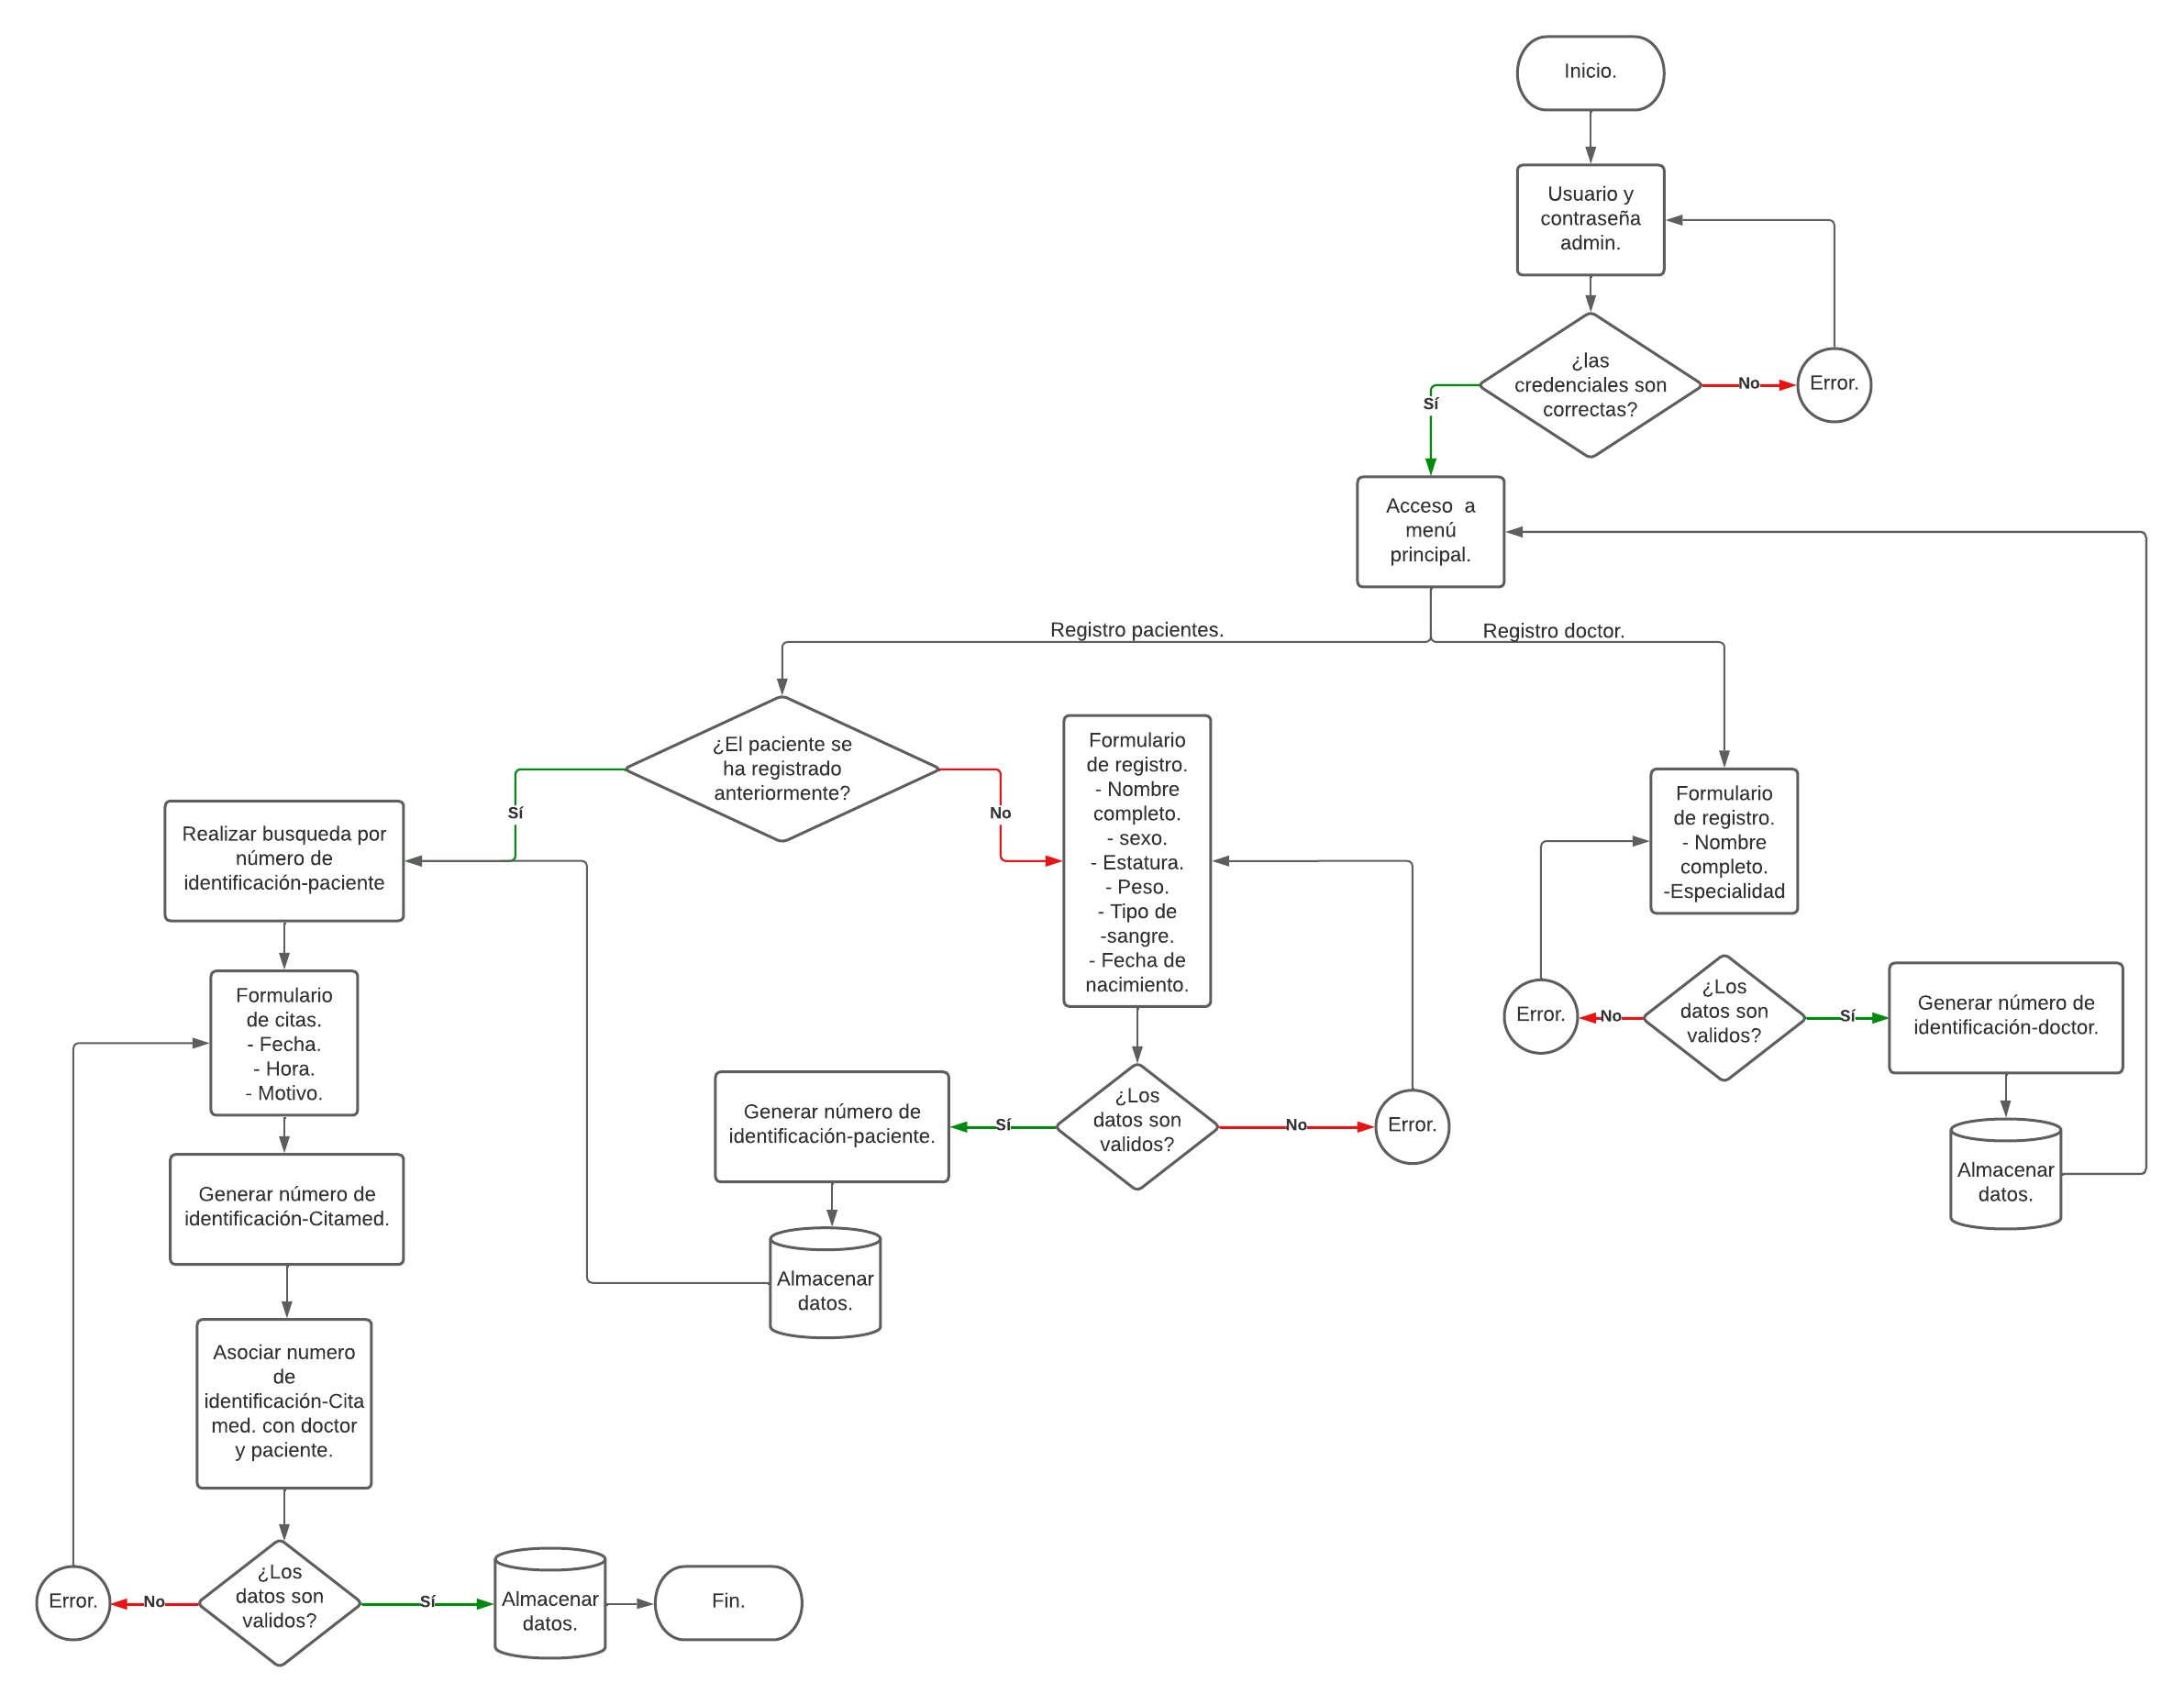 Inicio.
Usuario y
contraseña
admin.
¿las
credenciales son
correctas?
No
Error.
Sí
Acceso  a
menú
principal.
Registro pacientes.
Registro doctor.
¿El paciente se
ha registrado
anteriormente?
Sí
No
Realizar busqueda por
número de
identificación-paciente
Formulario
de citas.
- Fecha.
- Hora.
- Motivo.
Generar número de
identificación-Citamed.
Asociar numero
de
identificación-Cita
med. con doctor
y paciente.
¿Los
datos son
validos?
No
Error.
Sí
Almacenar
datos.
Fin.
Formulario
de registro.
- Nombre
completo.
- sexo.
- Estatura.
- Peso.
- Tipo de
-sangre.
- Fecha de
nacimiento.
¿Los
datos son
validos?
No
Error.
Sí
Generar número de
identificación-paciente.
Almacenar
datos.
Formulario
de registro.
- Nombre
completo.
-Especialidad
¿Los
datos son
validos?
No
Error.
Sí
Generar número de
identificación-doctor.
Almacenar
datos.